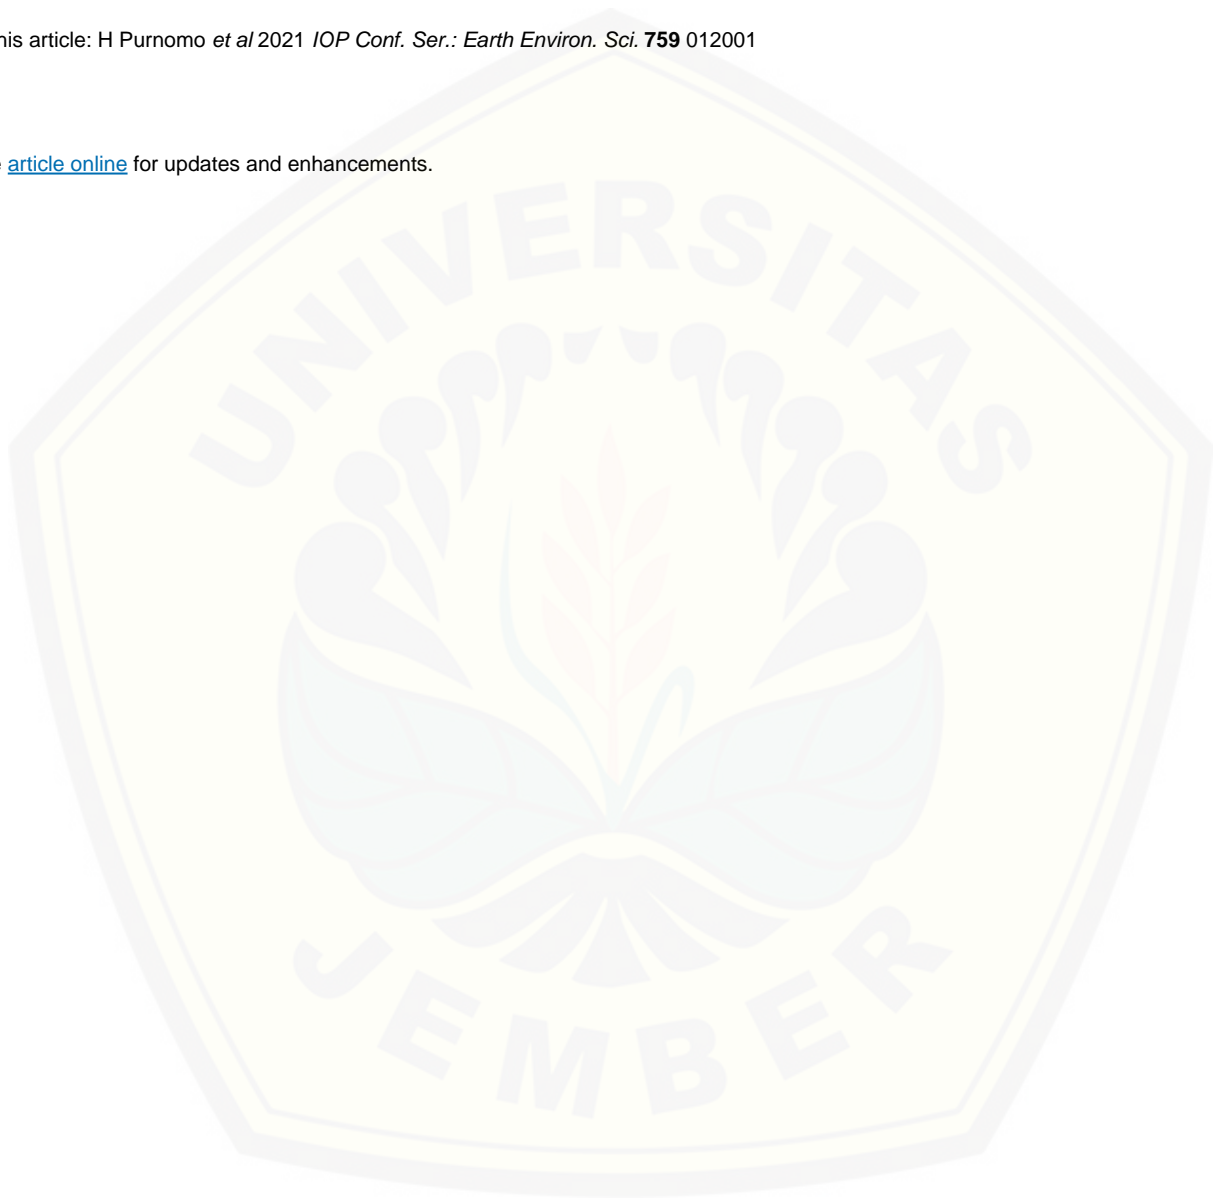 his article: H Purnomo et al 2021 IOP Conf. Ser.: Earth Environ. Sci. 759 012001
article online for updates and enhancements.
UNIVERSITAS
JEMBER